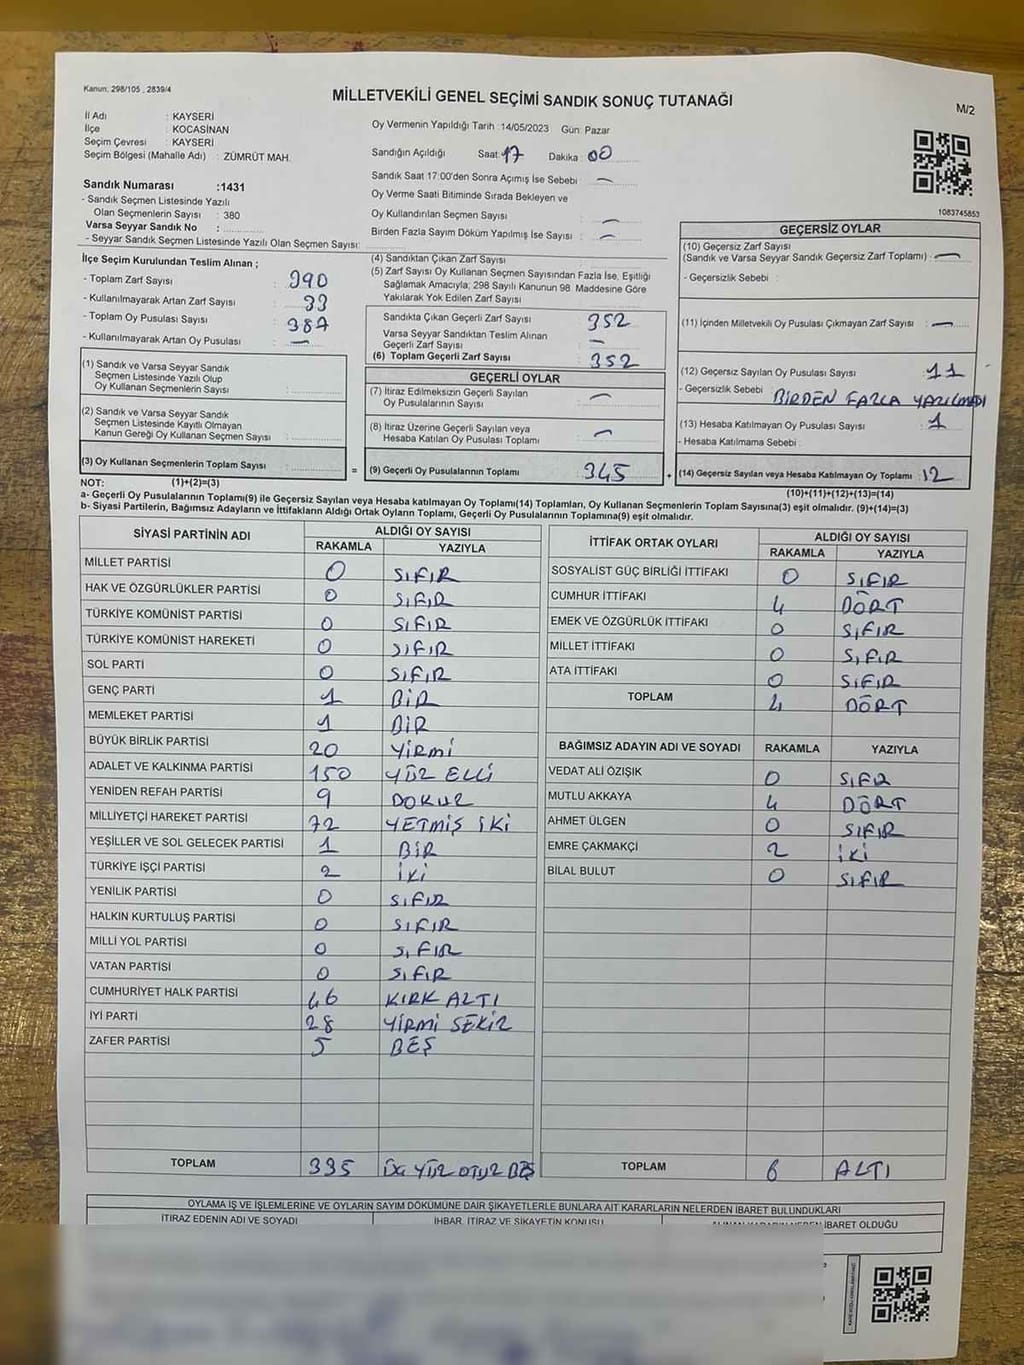 Kanun, 298/105 , 2839/4
MİLLETVEKİLİ GENEL SEÇİMİ SANDIK SONUÇ TUTANAĞI
M/2
İl Adı : KAYSERİ
İlçe : KOCASİNAN
Seçim Çevresi : KAYSERİ
Seçim Bölgesi (Mahalle Adı) : ZÜMRÜT MAH.
Sandık Numarası :1431
- Sandık Seçmen Listesinde Yazılı
Olan Seçmenlerin Sayısı : 380
Varsa Seyyar Sandık No :
- Seyyar Sandık Seçmen Listesinde Yazılı Olan Seçmen Sayısı:
Oy Vermenin Yapıldığı Tarih : 14/05/2023 Gün: Pazar
Sandığın Açıldığı Saat: 17 Dakika : 00
Sandık Saat 17:00'den Sonra Açımış İse Sebebi : —
Oy Verme Saati Bitiminde Sırada Bekleyen ve
Oy Kullandırılan Seçmen Sayısı : —
Birden Fazla Sayım Döküm Yapılmış İse Sayısı : —
1083745853
İlçe Seçim Kurulundan Teslim Alınan ;
- Toplam Zarf Sayısı : 390
- Kullanılmayarak Artan Zarf Sayısı : 33
- Toplam Oy Pusulası Sayısı : 387
- Kullanılmayarak Artan Oy Pusulası : —
(1) Sandık ve Varsa Seyyar Sandık
Seçmen Listesinde Yazılı Olup
Oy Kullanan Seçmenlerin Sayısı :
(2) Sandık ve Varsa Seyyar Sandık
Seçmen Listesinde Kayıtlı Olmayan
Kanun Gereği Oy Kullanan Seçmen Sayısı :
(3) Oy Kullanan Seçmenlerin Toplam Sayısı :
(4) Sandıktan Çıkan Zarf Sayısı :
(5) Zarf Sayısı Oy Kullanan Seçmen Sayısından Fazla İse, Eşitliği
Sağlamak Amacıyla; 298 Sayılı Kanunun 98. Maddesine Göre
Yakılarak Yok Edilen Zarf Sayısı :
Sandıkta Çıkan Geçerli Zarf Sayısı : 352
Varsa Seyyar Sandıktan Teslim Alınan
Geçerli Zarf Sayısı : —
(6) Toplam Geçerli Zarf Sayısı : 352
GEÇERLİ OYLAR
(7) İtiraz Edilmeksizin Geçerli Sayılan
Oy Pusulalarının Sayısı : —
(8) İtiraz Üzerine Geçerli Sayılan veya
Hesaba Katılan Oy Pusulası Toplamı : —
= (9) Geçerli Oy Pusulalarının Toplamı : 345
GEÇERSİZ OYLAR
(10) Geçersiz Zarf Sayısı
(Sandık ve Varsa Seyyar Sandık Geçersiz Zarf Toplamı) : —
- Geçersizlik Sebebi :
(11) İçinden Milletvekili Oy Pusulası Çıkmayan Zarf Sayısı : —
(12) Geçersiz Sayılan Oy Pusulası Sayısı : 11
- Geçersizlik Sebebi : BİRDEN FAZLA YAZILMADI
(13) Hesaba Katılmayan Oy Pusulası Sayısı : 1
- Hesaba Katılmama Sebebi :
+ (14) Geçersiz Sayılan veya Hesaba Katılmayan Oy Toplamı : 12
NOT: (1)+(2)=(3)
(10)+(11)+(12)+(13)=(14)
a- Geçerli Oy Pusulalarının Toplamı(9) ile Geçersiz Sayılan veya Hesaba katılmayan Oy Toplamı(14) Toplamları, Oy Kullanan Seçmenlerin Toplam Sayısına(3) eşit olmalıdır. (9)+(14)=(3)
b- Siyasi Partilerin, Bağımsız Adayların ve İttifakların Aldığı Ortak Oyların Toplamı, Geçerli Oy Pusulalarının Toplamına(9) eşit olmalıdır.
SİYASİ PARTİNİN ADI
ALDIĞI OY SAYISI
RAKAMLA YAZIYLA
MİLLET PARTİSİ 0 SIFIR
HAK VE ÖZGÜRLÜKLER PARTİSİ 0 SIFIR
TÜRKİYE KOMÜNİST PARTİSİ 0 SIFIR
TÜRKİYE KOMÜNİST HAREKETİ 0 SIFIR
SOL PARTİ 0 SIFIR
GENÇ PARTİ 1 BİR
MEMLEKET PARTİSİ 1 BİR
BÜYÜK BİRLİK PARTİSİ 20 YİRMİ
ADALET VE KALKINMA PARTİSİ 150 YÜZ ELLİ
YENİDEN REFAH PARTİSİ 9 DOKUZ
MİLLİYETÇİ HAREKET PARTİSİ 72 YETMİŞ İKİ
YEŞİLLER VE SOL GELECEK PARTİSİ 1 BİR
TÜRKİYE İŞÇİ PARTİSİ 2 İKİ
YENİLİK PARTİSİ 0 SIFIR
HALKIN KURTULUŞ PARTİSİ 0 SIFIR
MİLLİ YOL PARTİSİ 0 SIFIR
VATAN PARTİSİ 0 SIFIR
CUMHURİYET HALK PARTİSİ 46 KIRK ALTI
İYİ PARTİ 28 YİRMİ SEKİZ
ZAFER PARTİSİ 5 BEŞ
TOPLAM 335 ÜÇ YÜZ OTUZ BEŞ
İTTİFAK ORTAK OYLARI
ALDIĞI OY SAYISI
RAKAMLA YAZIYLA
SOSYALİST GÜÇ BİRLİĞİ İTTİFAKI 0 SIFIR
CUMHUR İTTİFAKI 4 DÖRT
EMEK VE ÖZGÜRLÜK İTTİFAKI 0 SIFIR
MİLLET İTTİFAKI 0 SIFIR
ATA İTTİFAKI 0 SIFIR
TOPLAM 4 DÖRT
BAĞIMSIZ ADAYIN ADI VE SOYADI RAKAMLA YAZIYLA
VEDAT ALİ ÖZIŞIK 0 SIFIR
MUTLU AKKAYA 4 DÖRT
AHMET ÜLGEN 0 SIFIR
EMRE ÇAKMAKÇİ 2 İKİ
BİLAL BULUT 0 SIFIR
TOPLAM 6 ALTI
OYLAMA İŞ VE İŞLEMLERİNE VE OYLARIN SAYIM DÖKÜMÜNE DAİR ŞİKAYETLERLE BUNLARA AİT KARARLARIN NELERDEN İBARET BULUNDUKLARI
İTİRAZ EDENİN ADI VE SOYADI İHBAR, İTİRAZ VE ŞİKAYETİN KONUSU ALINAN KARARIN NEDEN İBARET OLDUĞU